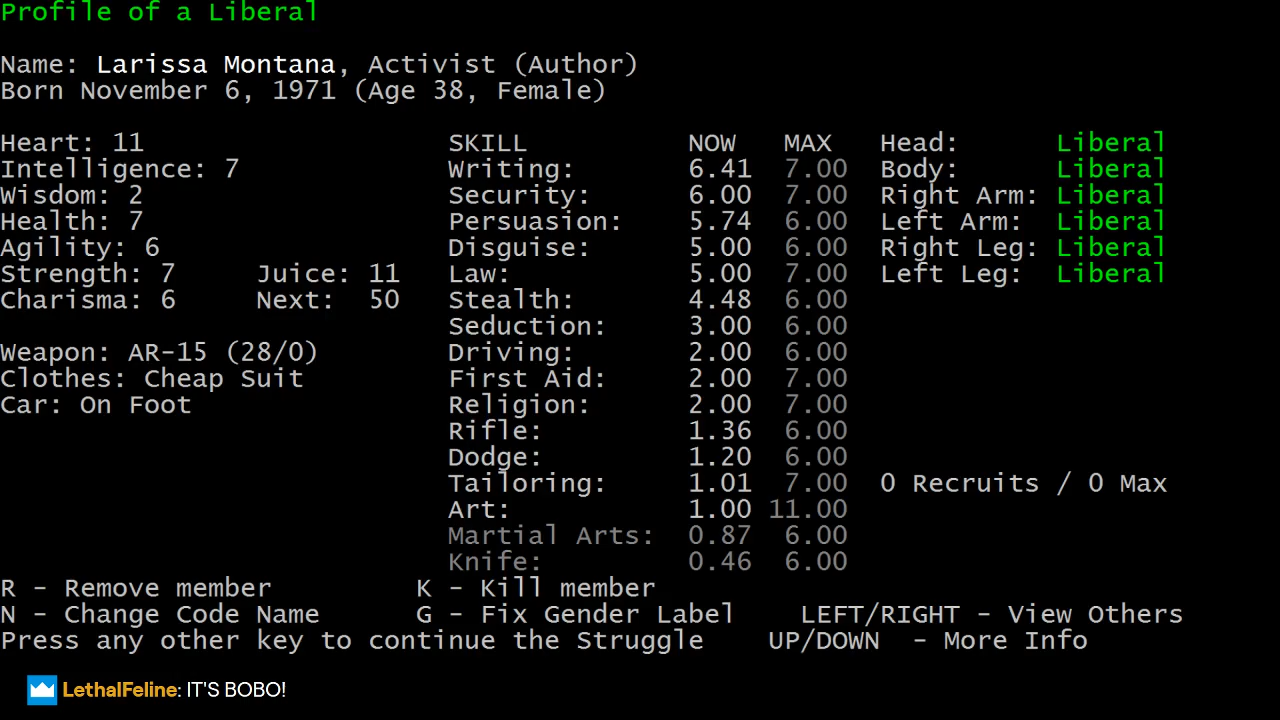 Profile of a Liberal
Name: Larissa Montana, Activist (Author)
Born November 6, 1971 (Age 38, Female)
Heart: 11 SKILL NOW MAX Head: Liberal
Intelligence: 7 Writing: 6.41 7.00 Body: Liberal
Wisdom: 2 Security: 6.00 7.00 Right Arm: Liberal
Health: 7 Persuasion: 5.74 6.00 Left Arm: Liberal
Agility: 6 Disguise: 5.00 6.00 Right Leg: Liberal
Strength: 7 Juice: 11 Law: 5.00 7.00 Left Leg: Liberal
Charisma: 6 Next: 50 Stealth: 4.48 6.00
Seduction: 3.00 6.00
Weapon: AR-15 (28/0) Driving: 2.00 6.00
Clothes: Cheap Suit First Aid: 2.00 7.00
Car: On Foot Religion: 2.00 7.00
Rifle: 1.36 6.00
Dodge: 1.20 6.00
Tailoring: 1.01 7.00 0 Recruits / 0 Max
Art: 1.00 11.00
Martial Arts: 0.87 6.00
Knife: 0.46 6.00
R - Remove member K - Kill member
N - Change Code Name G - Fix Gender Label LEFT/RIGHT - View Others
Press any other key to continue the Struggle UP/DOWN - More Info
LethalFeline: IT'S BOBO!